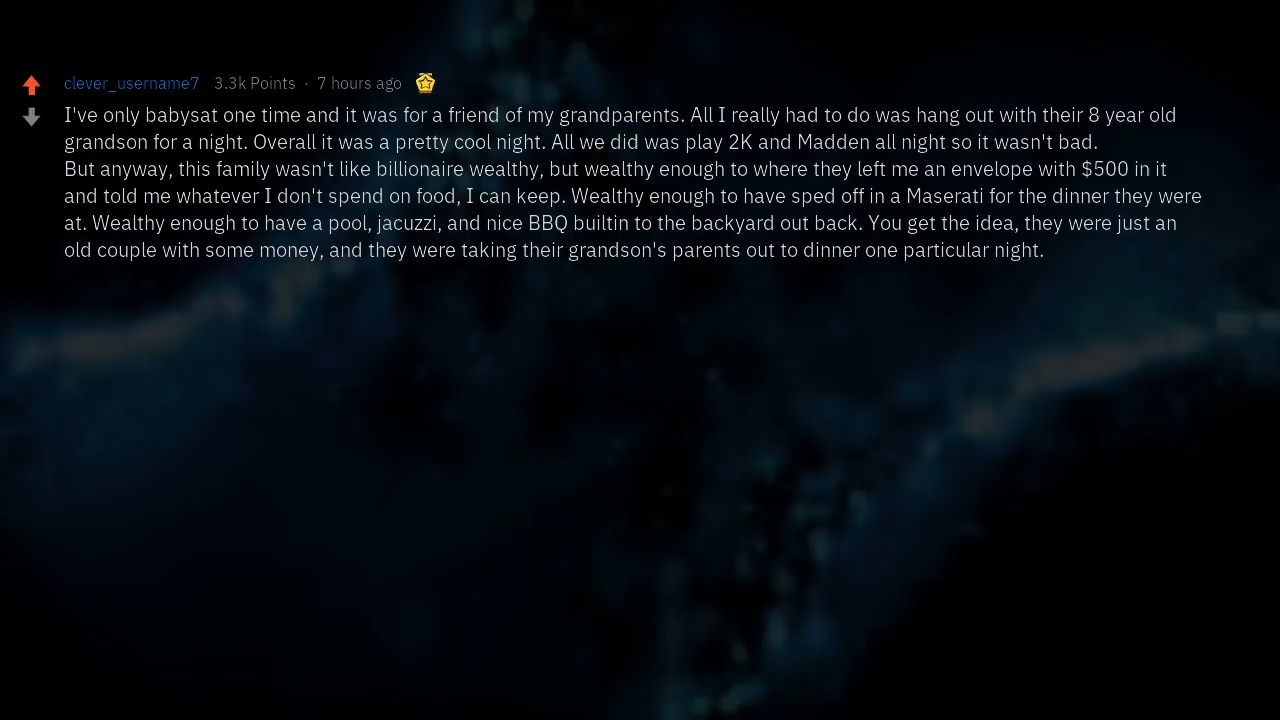 clever_username7 3.3k Points · 7 hours ago
I've only babysat one time and it was for a friend of my grandparents. All I really had to do was hang out with their 8 year old
grandson for a night. Overall it was a pretty cool night. All we did was play 2K and Madden all night so it wasn't bad.
But anyway, this family wasn't like billionaire wealthy, but wealthy enough to where they left me an envelope with $500 in it
and told me whatever I don't spend on food, I can keep. Wealthy enough to have sped off in a Maserati for the dinner they were
at. Wealthy enough to have a pool, jacuzzi, and nice BBQ builtin to the backyard out back. You get the idea, they were just an
old couple with some money, and they were taking their grandson's parents out to dinner one particular night.